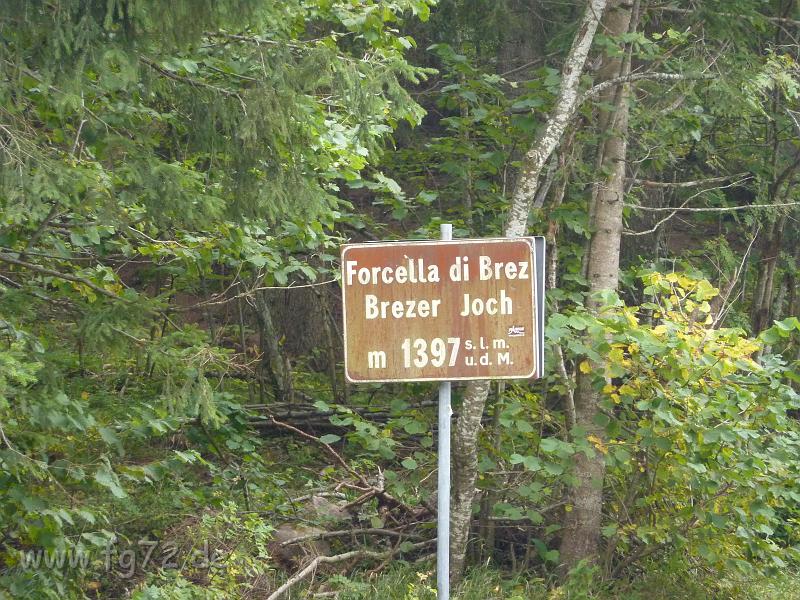 Forcella di Brez
Brezer Joch
m 1397 s. l. m.
u. d. M.
www.fg72.de